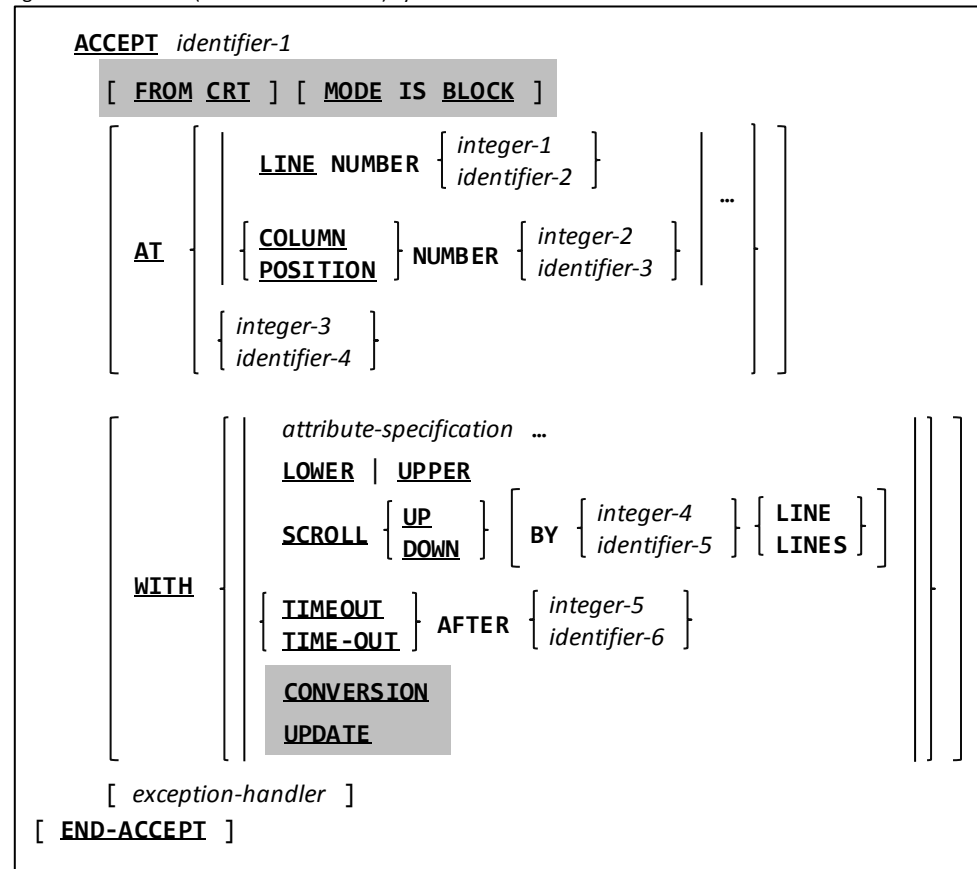 ACCEPT identifier-1
[ FROM CRT ] [ MODE IS BLOCK ]
LINE NUMBER integer-1
identifier-2
…
AT
COLUMN
POSITION
NUMBER integer-2
identifier-3
integer-3
identifier-4
attribute-specification …
LOWER | UPPER
SCROLL UP
DOWN
BY integer-4
identifier-5
LINE
LINES
WITH
TIMEOUT
TIME-OUT
AFTER integer-5
identifier-6
CONVERSION
UPDATE
[ exception-handler ]
[ END-ACCEPT ]